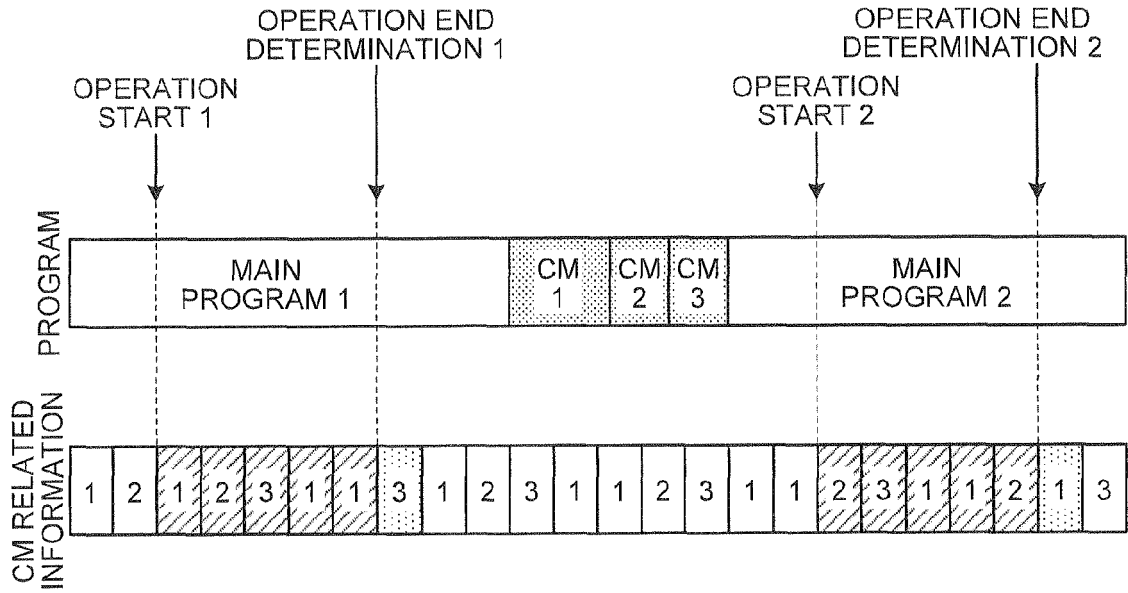 OPERATION END
DETERMINATION 1
OPERATION END
DETERMINATION 2
OPERATION
START 1
OPERATION
START 2
PROGRAM
MAIN
PROGRAM 1
CM
1
CM
2
CM
3
MAIN
PROGRAM 2
CM RELATED
INFORMATION
1 2 1 2 3 1 1 3 1 2 3 1 1 2 3 1 1 2 3 1 1 2 1 3